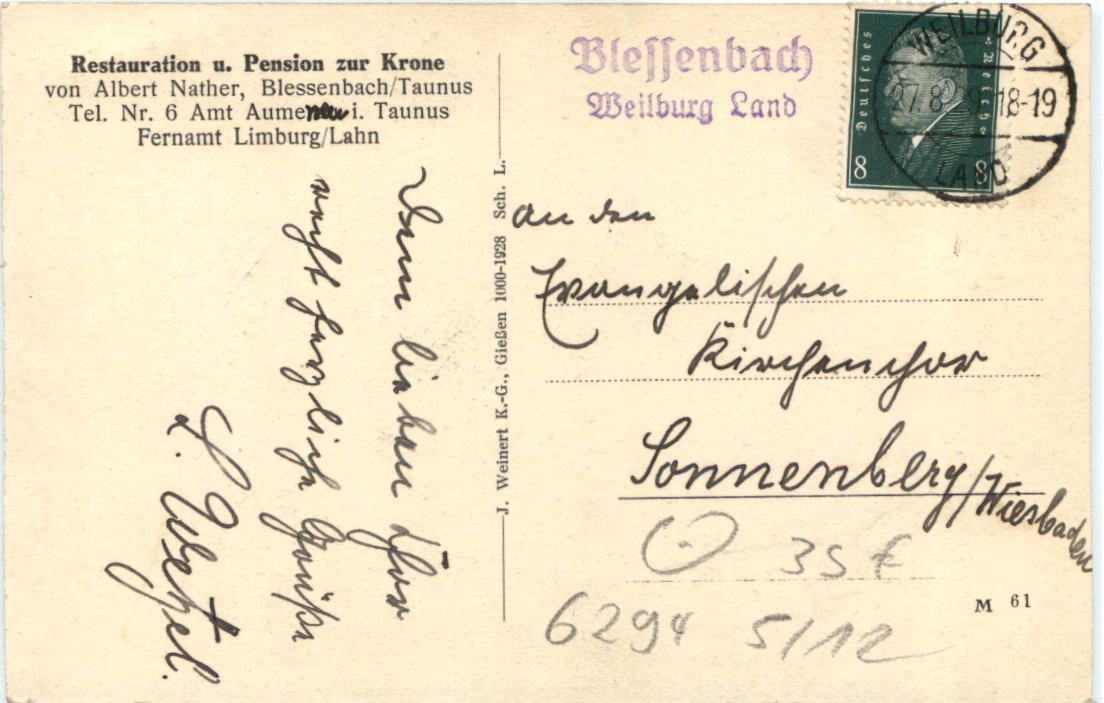 Restauration u. Pension zur Krone
von Albert Nather, Blessenbach/Taunus
Tel. Nr. 6 Amt Aumenau i. Taunus
Fernamt Limburg/Lahn
Dem lieben Chor
recht herzliche Grüße
L. Wetzel.
J. Weinert K.-G., Gießen 1000-1928 Sch. L.
Blessenbach
Weilburg Land
Deutsches Reich
8 8
WEILBURG
27.8. 18-19
LAND
An den
Evangelischen
Kirchenchor
Sonnenberg/Wiesbaden
35 €
6294 5/12
M 61